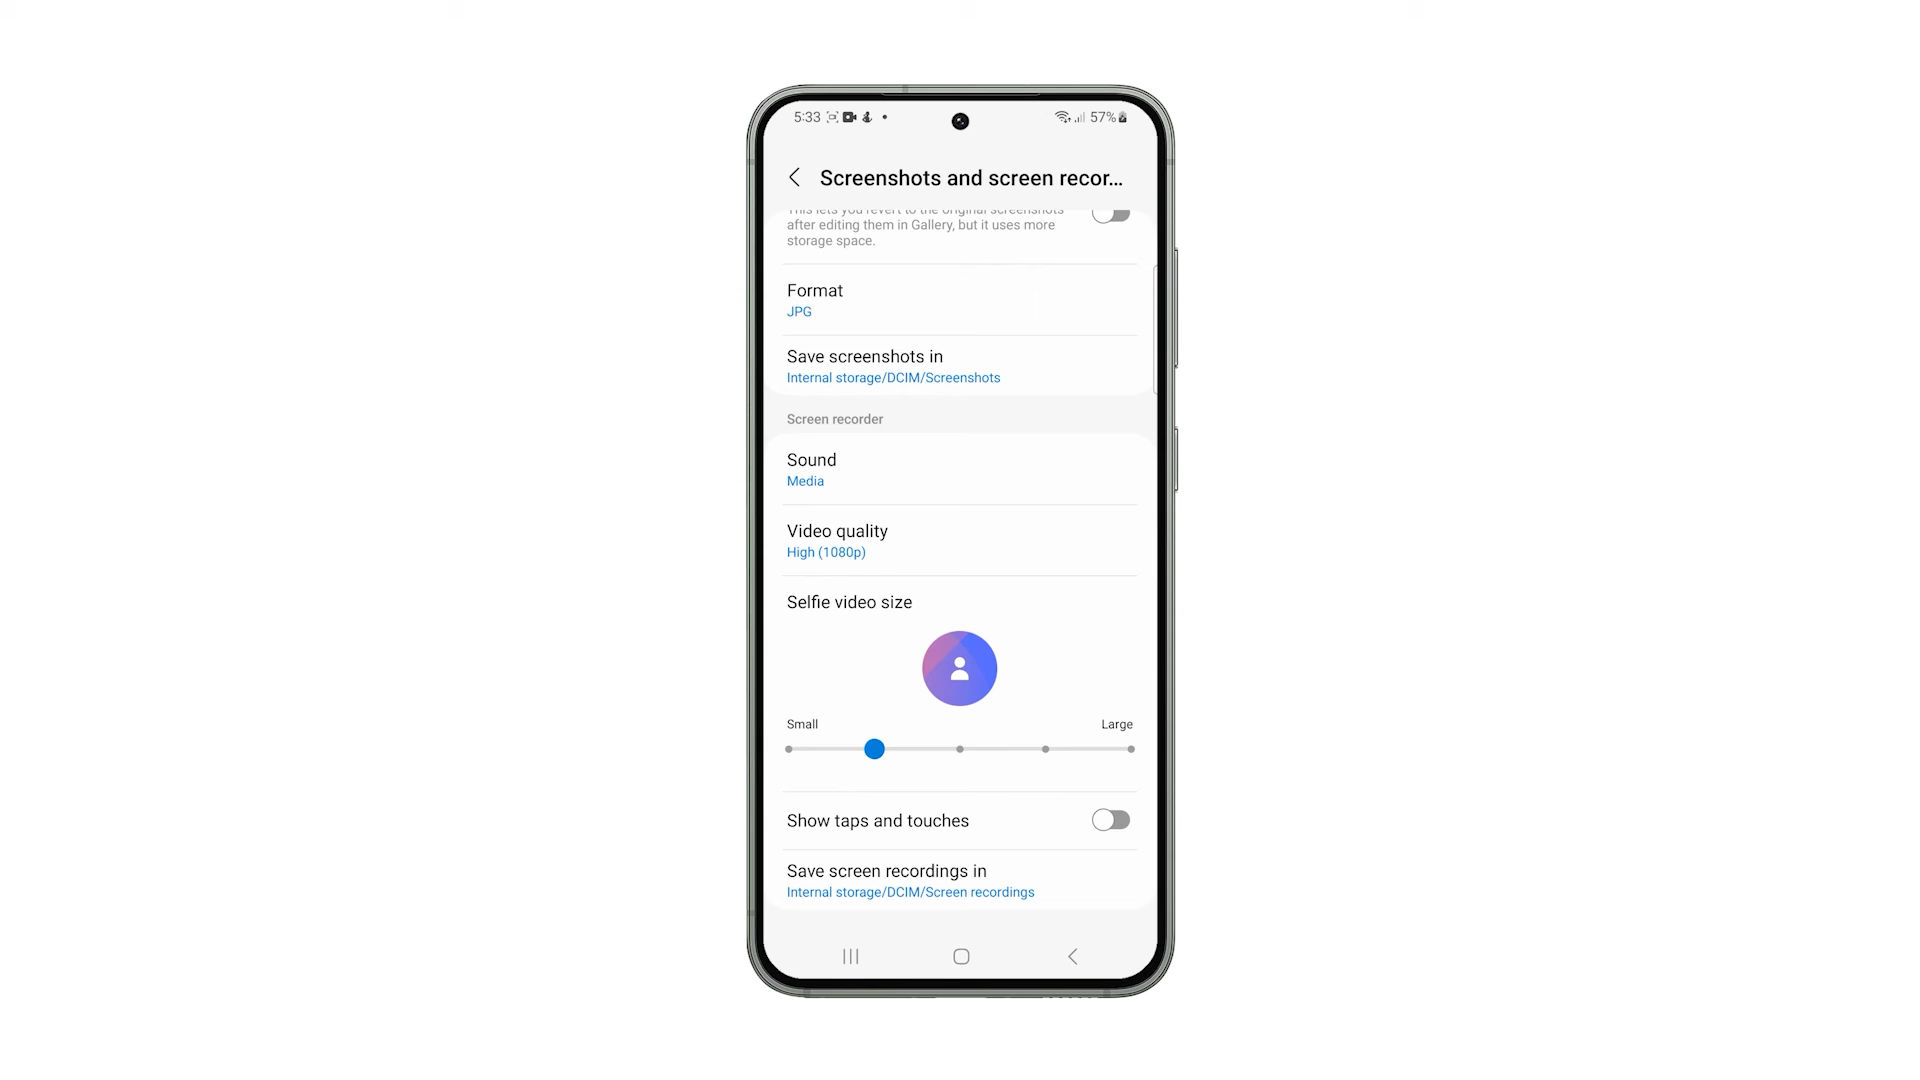 5:33
57%
Screenshots and screen recor...
This lets you revert to the original screenshots
after editing them in Gallery, but it uses more
storage space.
Format
JPG
Save screenshots in
Internal storage/DCIM/Screenshots
Screen recorder
Sound
Media
Video quality
High (1080p)
Selfie video size
Small
Large
Show taps and touches
Save screen recordings in
Internal storage/DCIM/Screen recordings